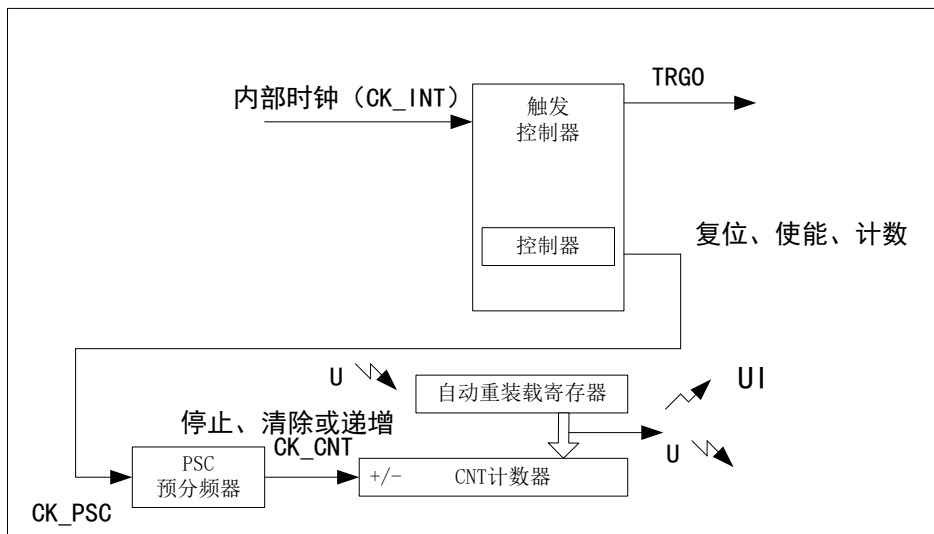 TRGO
内部时钟（CK_INT）
触发
控制器
控制器
复位、使能、计数
U
自动重装载寄存器
UI
停止、清除或递增
CK_CNT
U
PSC
预分频器
+/-
CNT计数器
CK_PSC